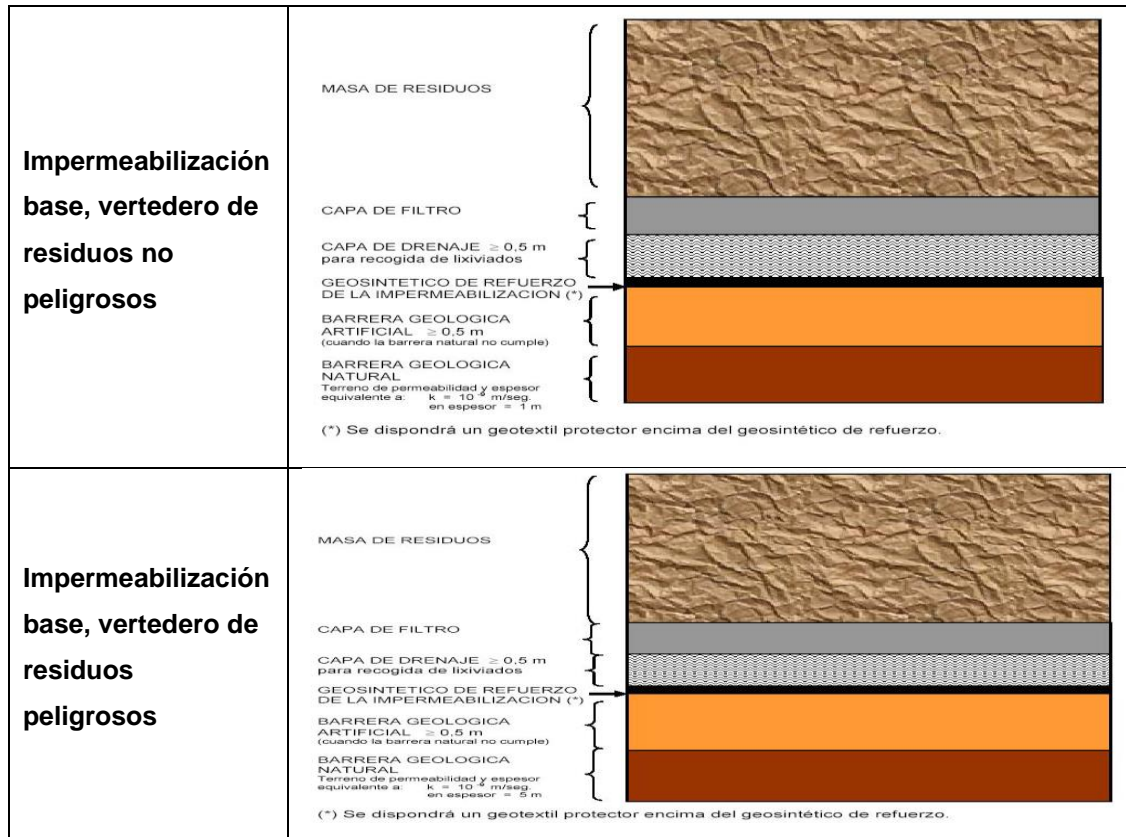 Impermeabilización
base, vertedero de
residuos no
peligrosos
MASA DE RESIDUOS
CAPA DE FILTRO
CAPA DE DRENAJE ≥ 0,5 m
para recogida de lixiviados
GEOSINTETICO DE REFUERZO
DE LA IMPERMEABILIZACION (*)
BARRERA GEOLOGICA
ARTIFICIAL ≥ 0,5 m
(cuando la barrera natural no cumple)
BARRERA GEOLOGICA
NATURAL
Terreno de permeabilidad y espesor
equivalente a: k = 10⁻⁹ m/seg.
en espesor = 1 m
(*) Se dispondrá un geotextil protector encima del geosintético de refuerzo.
Impermeabilización
base, vertedero de
residuos
peligrosos
MASA DE RESIDUOS
CAPA DE FILTRO
CAPA DE DRENAJE ≥ 0,5 m
para recogida de lixiviados
GEOSINTETICO DE REFUERZO
DE LA IMPERMEABILIZACION (*)
BARRERA GEOLOGICA
ARTIFICIAL ≥ 0,5 m
(cuando la barrera natural no cumple)
BARRERA GEOLOGICA
NATURAL
Terreno de permeabilidad y espesor
equivalente a: k = 10⁻⁹ m/seg.
en espesor = 5 m
(*) Se dispondrá un geotextil protector encima del geosintético de refuerzo.